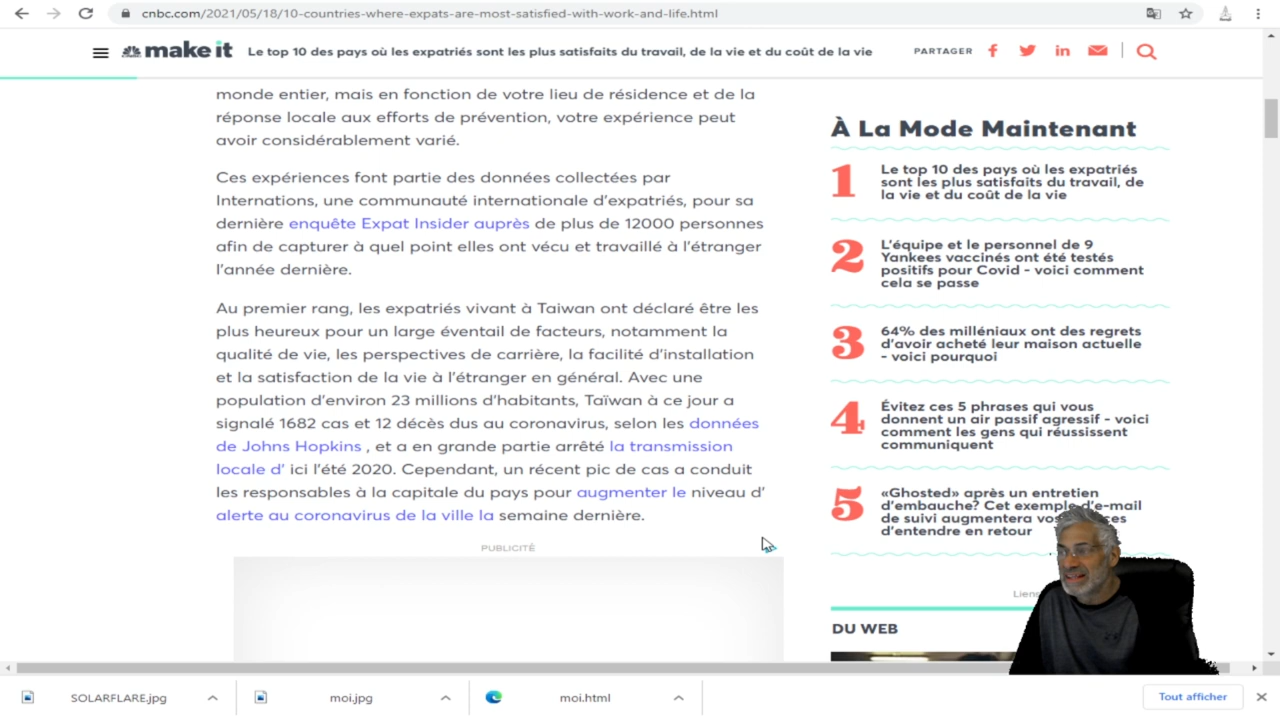 cnbc.com/2021/05/18/10-countries-where-expats-are-most-satisfied-with-work-and-life.html
make it
Le top 10 des pays où les expatriés sont les plus satisfaits du travail, de la vie et du coût de la vie
PARTAGER
monde entier, mais en fonction de votre lieu de résidence et de la
réponse locale aux efforts de prévention, votre expérience peut
avoir considérablement varié.
Ces expériences font partie des données collectées par
Internations, une communauté internationale d'expatriés, pour sa
dernière enquête Expat Insider auprès de plus de 12000 personnes
afin de capturer à quel point elles ont vécu et travaillé à l'étranger
l'année dernière.
Au premier rang, les expatriés vivant à Taiwan ont déclaré être les
plus heureux pour un large éventail de facteurs, notamment la
qualité de vie, les perspectives de carrière, la facilité d'installation
et la satisfaction de la vie à l'étranger en général. Avec une
population d'environ 23 millions d'habitants, Taïwan à ce jour a
signalé 1682 cas et 12 décès dus au coronavirus, selon les données
de Johns Hopkins , et a en grande partie arrêté la transmission
locale d' ici l'été 2020. Cependant, un récent pic de cas a conduit
les responsables à la capitale du pays pour augmenter le niveau d'
alerte au coronavirus de la ville la semaine dernière.
PUBLICITÉ
À La Mode Maintenant
1
Le top 10 des pays où les expatriés
sont les plus satisfaits du travail, de
la vie et du coût de la vie
2
L'équipe et le personnel de 9
Yankees vaccinés ont été testés
positifs pour Covid - voici comment
cela se passe
3
64% des milléniaux ont des regrets
d'avoir acheté leur maison actuelle
- voici pourquoi
4
Évitez ces 5 phrases qui vous
donnent un air passif agressif - voici
comment les gens qui réussissent
communiquent
5
«Ghosted» après un entretien
d'embauche? Cet exemple d'e-mail
de suivi augmentera
d'entendre en retour
Liens
DU WEB
SOLARFLARE.jpg
moi.jpg
moi.html
Tout afficher